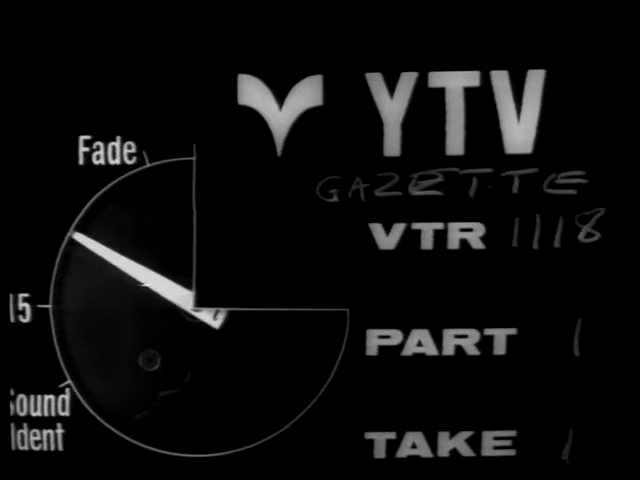 YTV
Fade
GAZETTE
VTR 1118
15
PART 1
Sound
Ident
TAKE 1